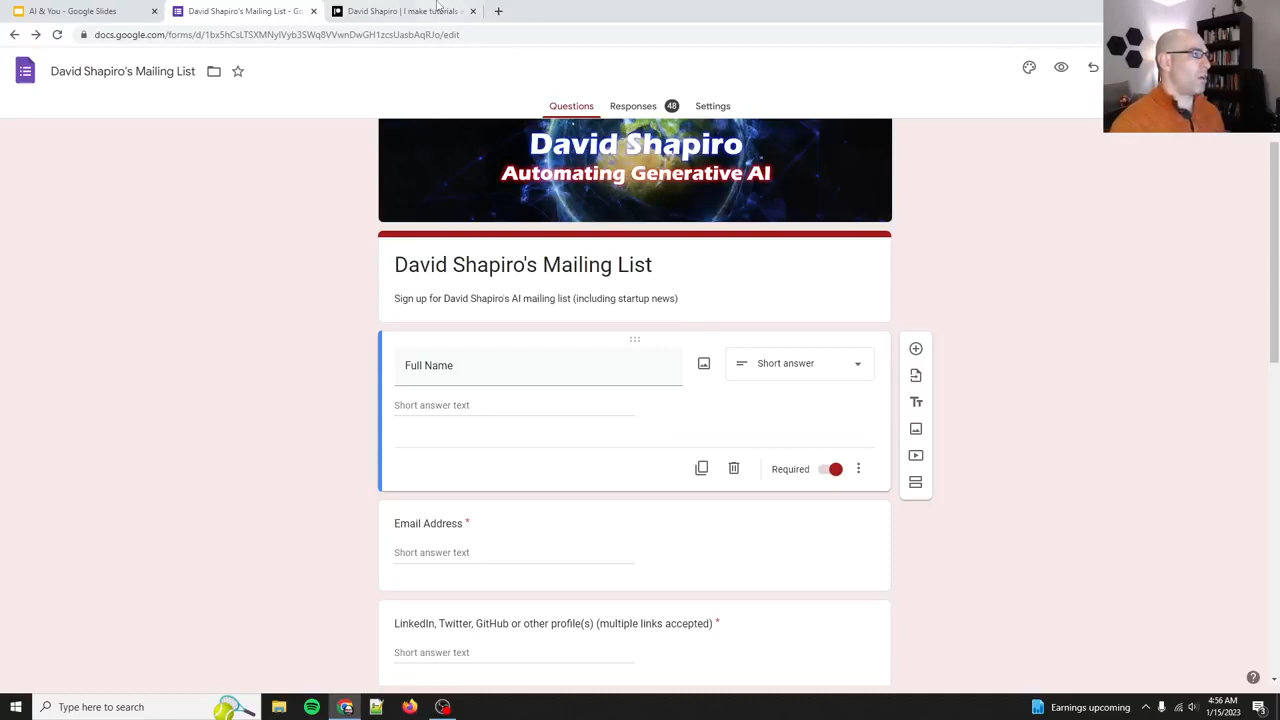 AI & You - Google Slides
David Shapiro's Mailing List - Go
David Shapiro | I make tutorials
docs.google.com/forms/d/1bx5hCsLTSXMNyIVyb3SWq8VVwnDwGH1zcsUasbAqRJo/edit
David Shapiro's Mailing List
Questions
Responses 48
Settings
David Shapiro
Automating Generative AI
David Shapiro's Mailing List
Sign up for David Shapiro's AI mailing list (including startup news)
Full Name
Short answer
Short answer text
Required
Email Address *
Short answer text
LinkedIn, Twitter, GitHub or other profile(s) (multiple links accepted) *
Short answer text
Type here to search
Earnings upcoming
4:56 AM
1/15/2023
3